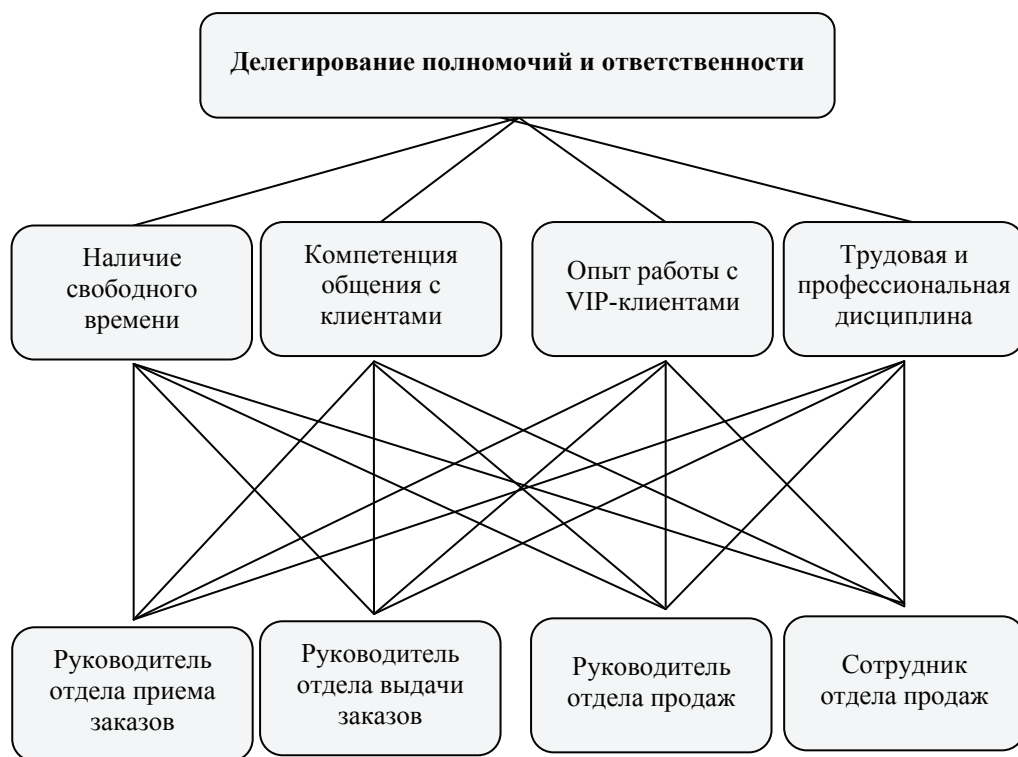 Делегирование полномочий и ответственности
Наличие
свободного
времени
Компетенция
общения с
клиентами
Опыт работы с
VIP-клиентами
Трудовая и
профессиональная
дисциплина
Руководитель
отдела приема
заказов
Руководитель
отдела выдачи
заказов
Руководитель
отдела продаж
Сотрудник
отдела продаж